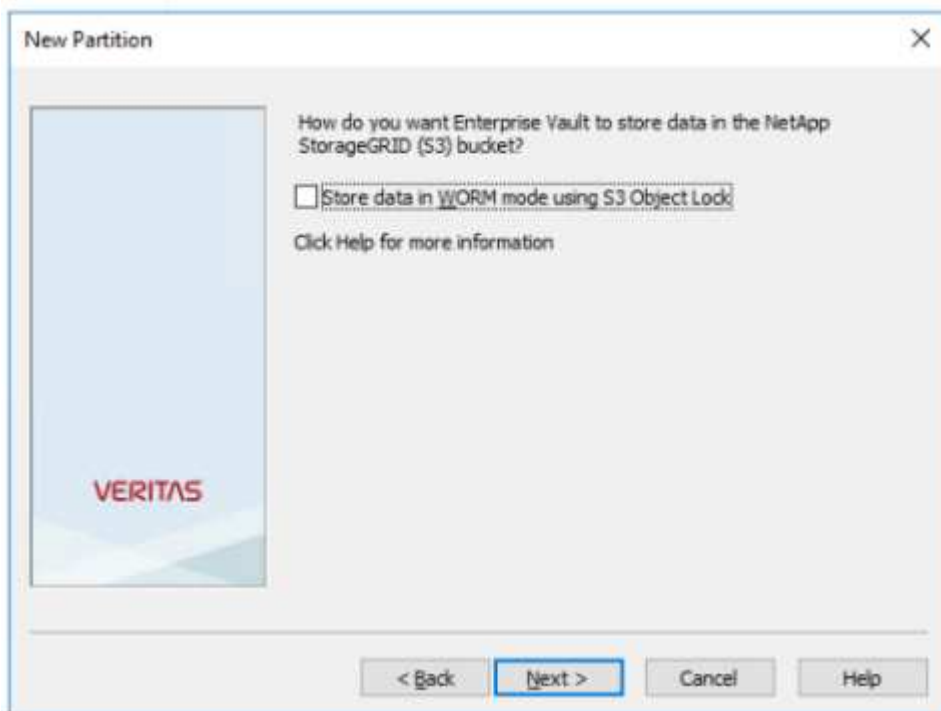 New Partition
How do you want Enterprise Vault to store data in the NetApp
StorageGRID (S3) bucket?
Store data in WORM mode using S3 Object Lock
Click Help for more information
VERITAS
< Back Next > Cancel Help